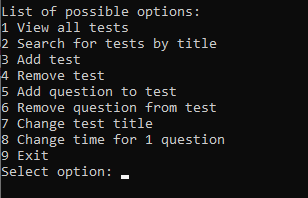 List of possible options:
1 View all tests
2 Search for tests by title
3 Add test
4 Remove test
5 Add question to test
6 Remove question from test
7 Change test title
8 Change time for 1 question
9 Exit
Select option: